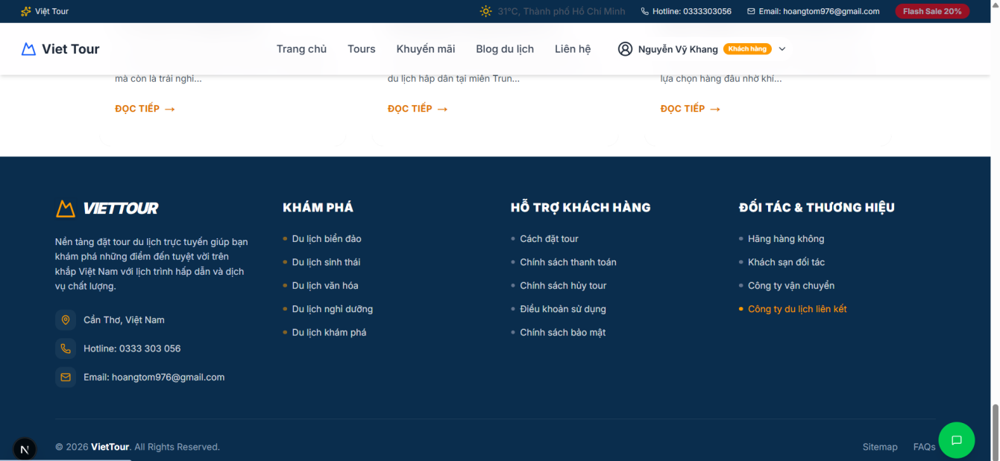 Việt Tour
31°C, Thành phố Hồ Chí Minh
Hotline: 0333303056
Email: hoangtom976@gmail.com
Flash Sale 20%
Viet Tour
Trang chủ
Tours
Khuyến mãi
Blog du lịch
Liên hệ
Nguyễn Vỹ Khang
Khách hàng
mà còn là trải nghi...
du lịch hấp dẫn tại miền Trun...
lựa chọn hàng đầu nhờ khí...
ĐỌC TIẾP →
ĐỌC TIẾP →
ĐỌC TIẾP →
VIETTOUR
Nền tảng đặt tour du lịch trực tuyến giúp bạn
khám phá những điểm đến tuyệt vời trên
khắp Việt Nam với lịch trình hấp dẫn và dịch
vụ chất lượng.
Cần Thơ, Việt Nam
Hotline: 0333 303 056
Email: hoangtom976@gmail.com
KHÁM PHÁ
Du lịch biển đảo
Du lịch sinh thái
Du lịch văn hóa
Du lịch nghỉ dưỡng
Du lịch khám phá
HỖ TRỢ KHÁCH HÀNG
Cách đặt tour
Chính sách thanh toán
Chính sách hủy tour
Điều khoản sử dụng
Chính sách bảo mật
ĐỐI TÁC & THƯƠNG HIỆU
Hãng hàng không
Khách sạn đối tác
Công ty vận chuyển
Công ty du lịch liên kết
N
© 2026 VietTour. All Rights Reserved.
Sitemap
FAQs